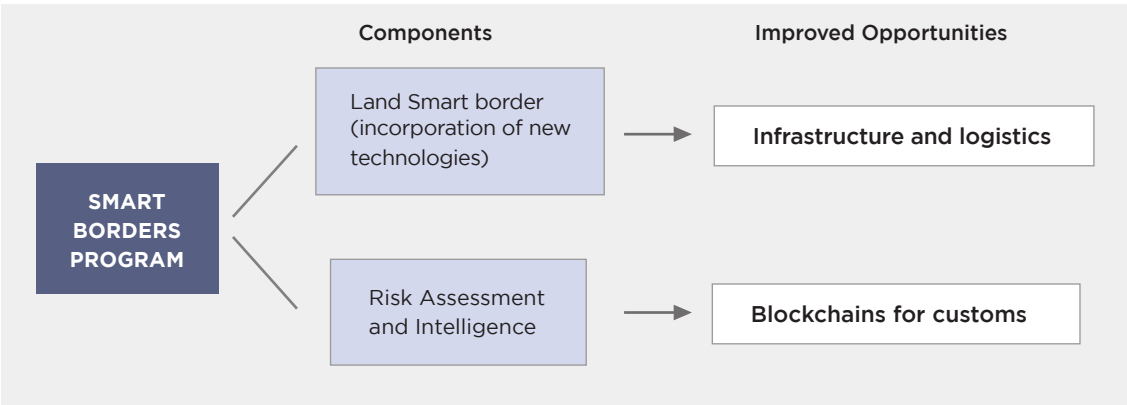 Components
Improved Opportunities
Land Smart border
(incorporation of new
technologies)
Infrastructure and logistics
SMART
BORDERS
PROGRAM
Risk Assessment
and Intelligence
Blockchains for customs